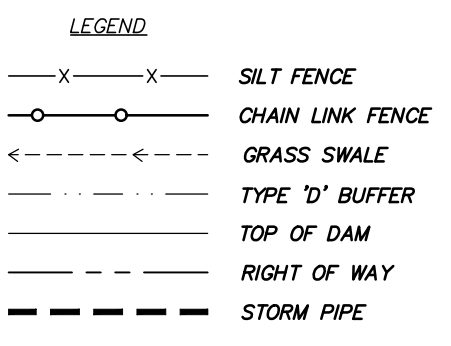 LEGEND
SILT FENCE
CHAIN LINK FENCE
GRASS SWALE
TYPE 'D' BUFFER
TOP OF DAM
RIGHT OF WAY
STORM PIPE